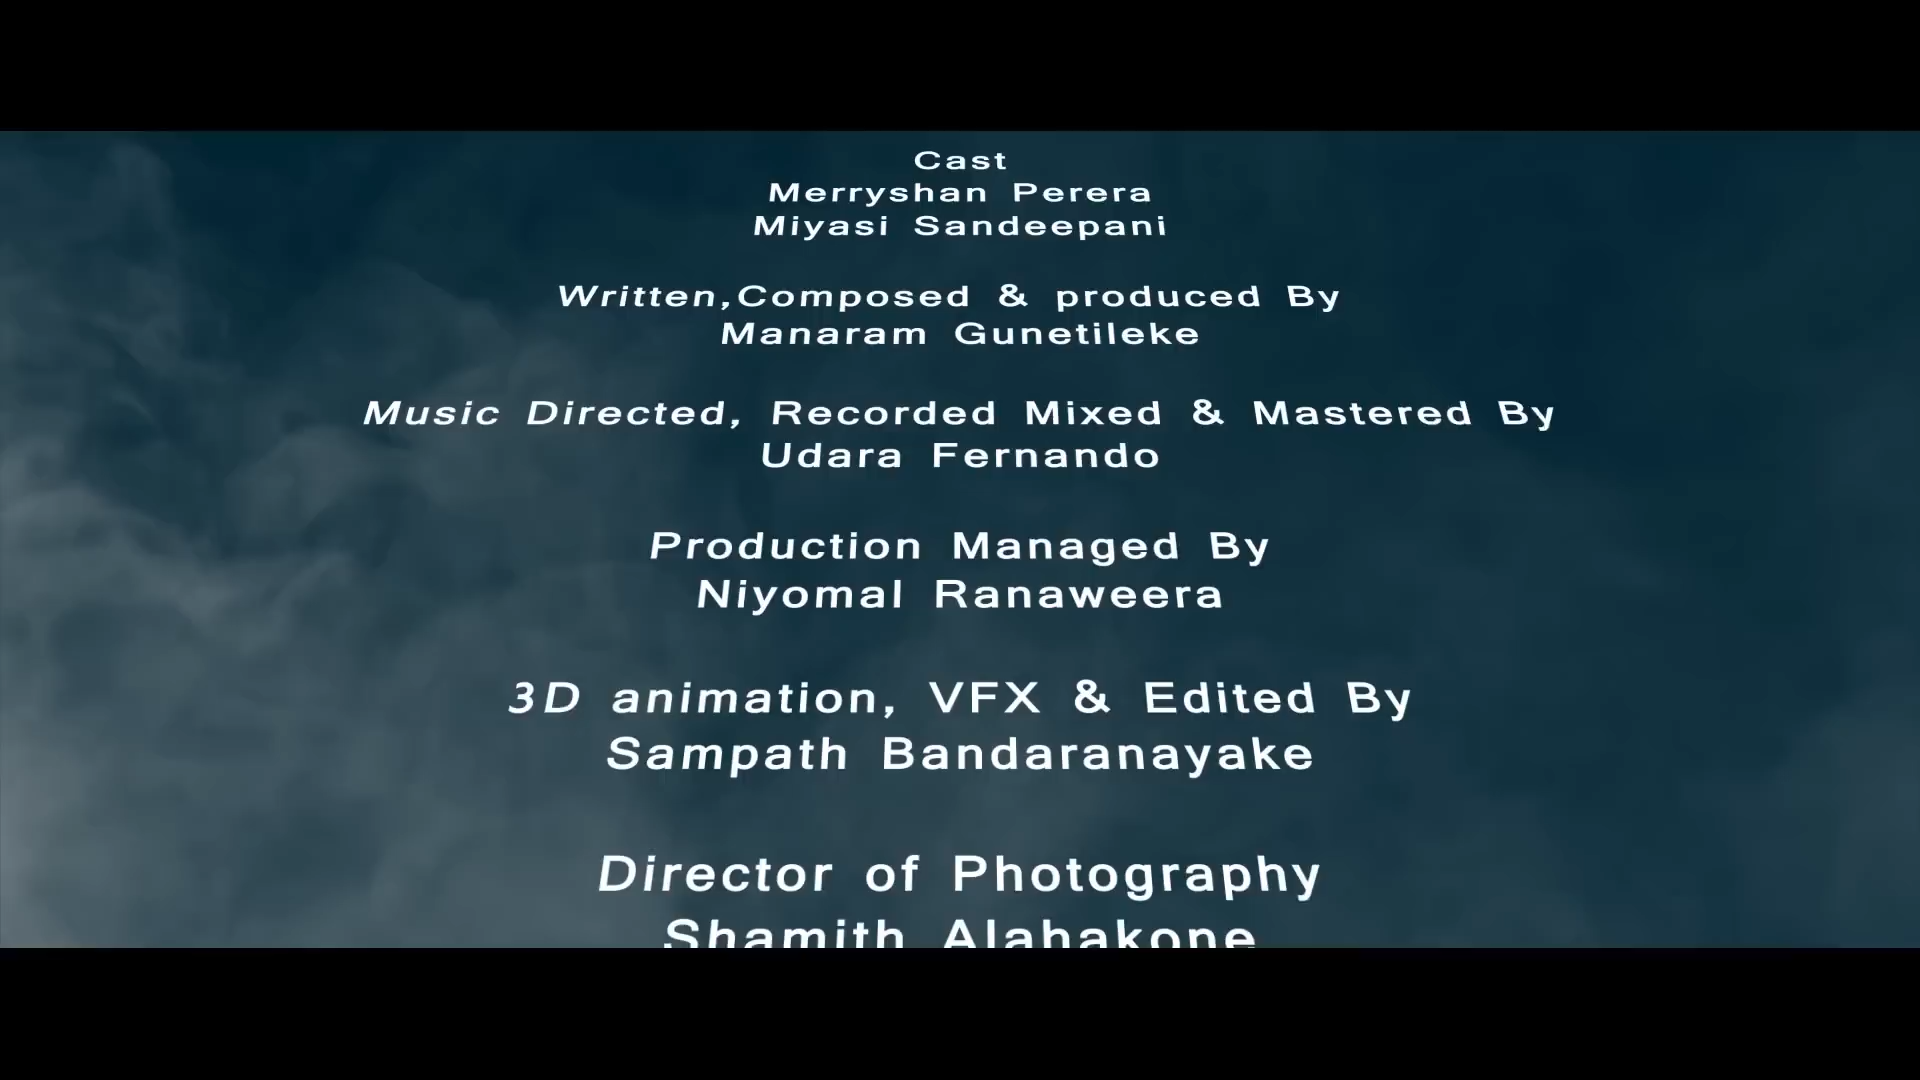 Cast
Merryshan Perera
Miyasi Sandeepani
Written,Composed & produced By
Manaram Gunetileke
Music Directed, Recorded Mixed & Mastered By
Udara Fernando
Production Managed By
Niyomal Ranaweera
3D animation, VFX & Edited By
Sampath Bandaranayake
Director of Photography
Shamith Alahakone